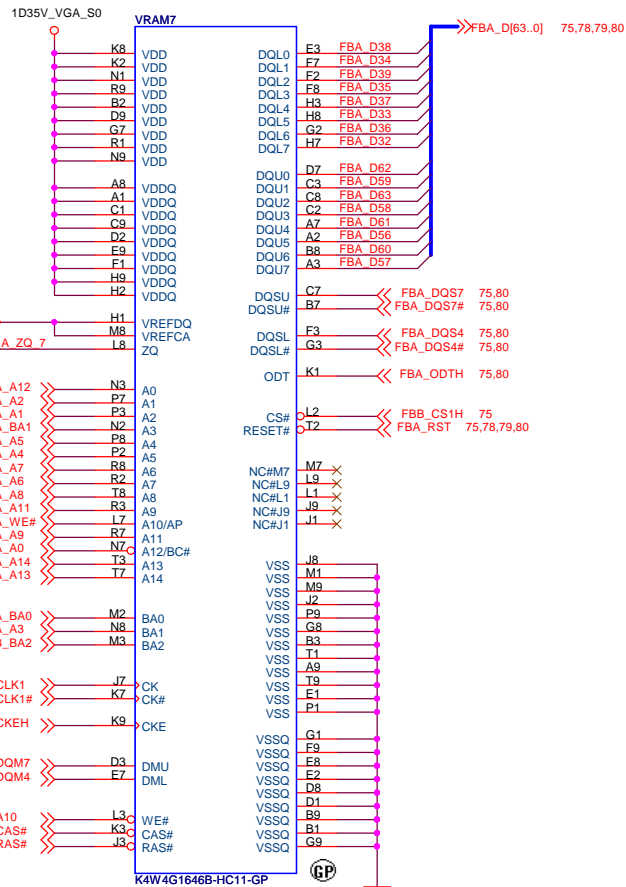 1D35V_VGA_S0
VRAM7
FBA_D[63..0] 75,78,79,80
K8 VDD DQL0 E3 FBA_D38
K2 VDD DQL1 F7 FBA_D34
N1 VDD DQL2 F2 FBA_D39
R9 VDD DQL3 F8 FBA_D35
B2 VDD DQL4 H3 FBA_D37
D9 VDD DQL5 H8 FBA_D33
G7 VDD DQL6 G2 FBA_D36
R1 VDD DQL7 H7 FBA_D32
N9 VDD
DQU0 D7 FBA_D62
A8 VDDQ DQU1 C3 FBA_D59
A1 VDDQ DQU2 C8 FBA_D63
C1 VDDQ DQU3 C2 FBA_D58
C9 VDDQ DQU4 A7 FBA_D61
D2 VDDQ DQU5 A2 FBA_D56
E9 VDDQ DQU6 B8 FBA_D60
F1 VDDQ DQU7 A3 FBA_D57
H9 VDDQ
H2 VDDQ DQSU C7 FBA_DQS7 75,80
DQSU# B7 FBA_DQS7# 75,80
H1 VREFDQ
M8 VREFCA DQSL F3 FBA_DQS4 75,80
A_ZQ_7 L8 ZQ DQSL# G3 FBA_DQS4# 75,80
ODT K1 FBA_ODTH 75,80
_A12 N3 A0
A_A2 P7 A1
A_A1 P3 A2 CS# L2 FBB_CS1H 75
_BA1 N2 A3 RESET# T2 FBA_RST 75,78,79,80
A_A5 P8 A4
A_A4 P2 A5
A_A7 R8 A6 NC#M7 M7
A_A6 R2 A7 NC#L9 L9
A_A8 T8 A8 NC#L1 L1
_A11 R3 A9 NC#J9 J9
_WE# L7 A10/AP NC#J1 J1
A_A9 R7 A11
A_A0 N7 A12/BC#
_A14 T3 A13 VSS J8
_A13 T7 A14 VSS M1
VSS M9
VSS J2
_BA0 M2 BA0 VSS P9
_A3 N8 BA1 VSS G8
_BA2 M3 BA2 VSS B3
VSS T1
VSS A9
CLK1 J7 CK VSS T9
CLK1# K7 CK# VSS E1
VSS P1
CKEH K9 CKE
VSSQ G1
VSSQ F9
DQM7 D3 DMU VSSQ E8
DQM4 E7 DML VSSQ E2
VSSQ D8
VSSQ D1
A10 L3 WE# VSSQ B9
CAS# K3 CAS# VSSQ B1
RAS# J3 RAS# VSSQ G9
GP
K4W4G1646B-HC11-GP